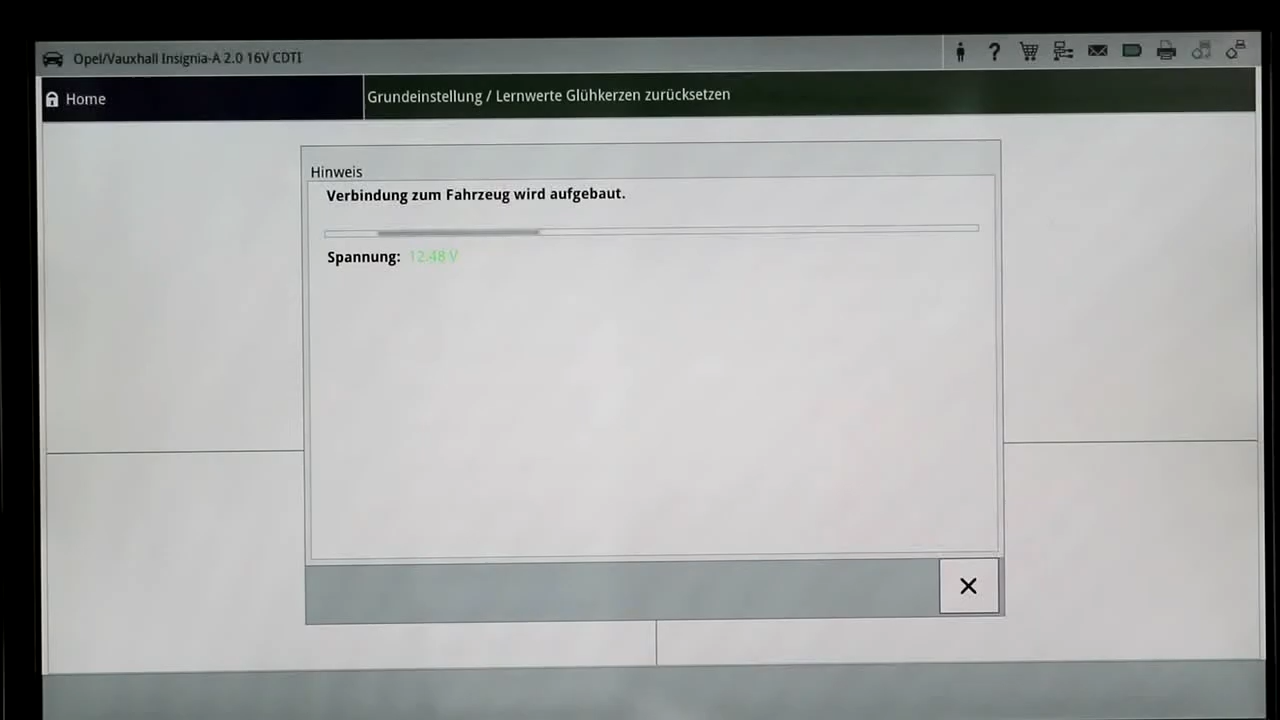 Opel/Vauxhall Insignia-A 2.0 16V CDTI
Home
Grundeinstellung / Lernwerte Glühkerzen zurücksetzen
Hinweis
Verbindung zum Fahrzeug wird aufgebaut.
Spannung: 12.48 V